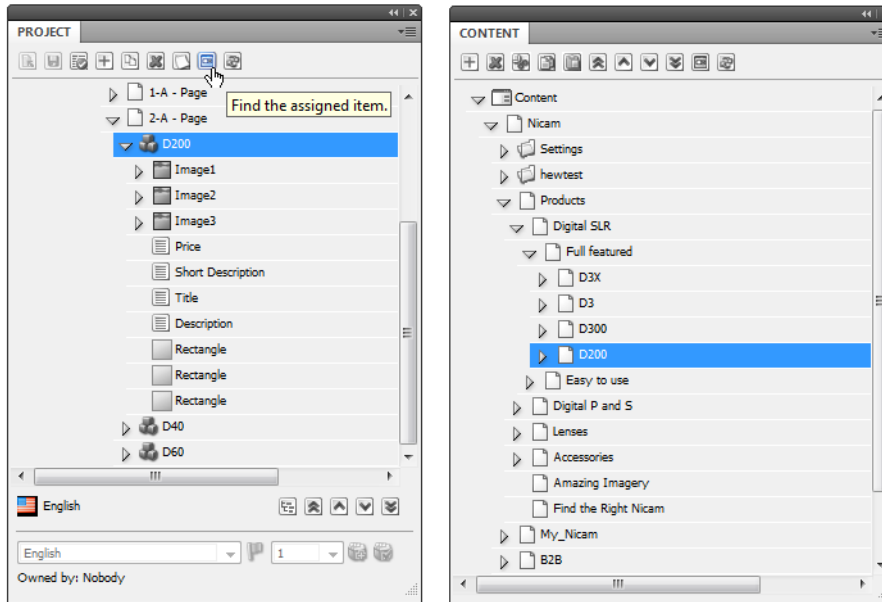 PROJECT
1-A - Page
Find the assigned item.
2-A - Page
D200
Image1
Image2
Image3
Price
Short Description
Title
Description
Rectangle
Rectangle
Rectangle
D40
D60
English
English
1
Owned by: Nobody
CONTENT
Content
Nicam
Settings
hewtest
Products
Digital SLR
Full featured
D3X
D3
D300
D200
Easy to use
Digital P and S
Lenses
Accessories
Amazing Imagery
Find the Right Nicam
My_Nicam
B2B